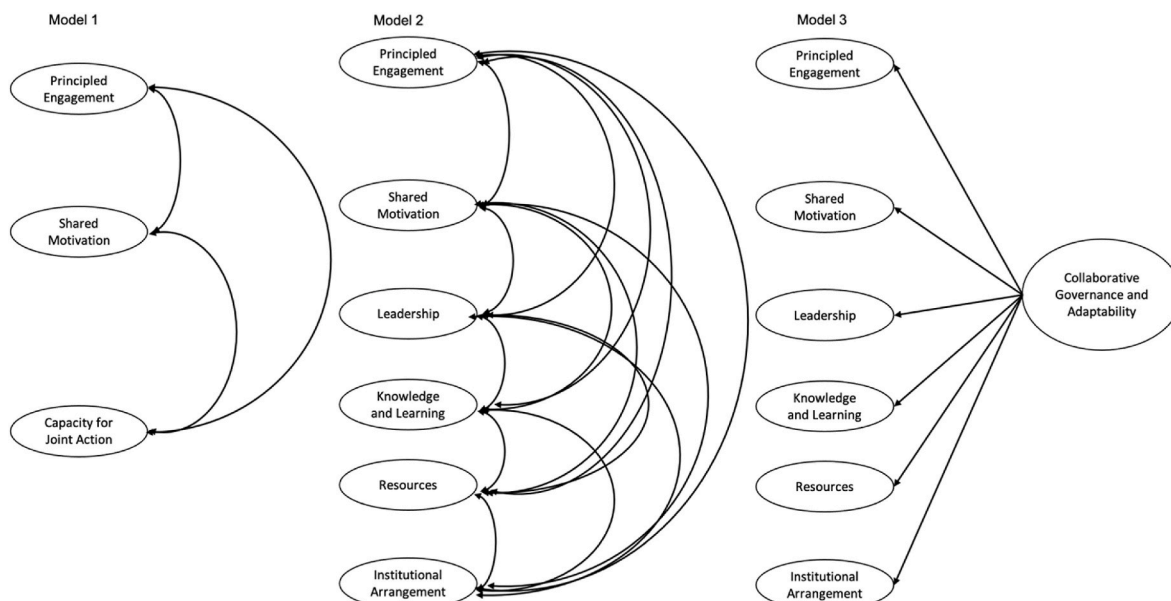 Model 1
Principled
Engagement
Shared
Motivation
Capacity for
Joint Action
Model 2
Principled
Engagement
Shared
Motivation
Leadership
Knowledge
and Learning
Resources
Institutional
Arrangement
Model 3
Principled
Engagement
Shared
Motivation
Leadership
Knowledge
and Learning
Resources
Institutional
Arrangement
Collaborative
Governance and
Adaptability